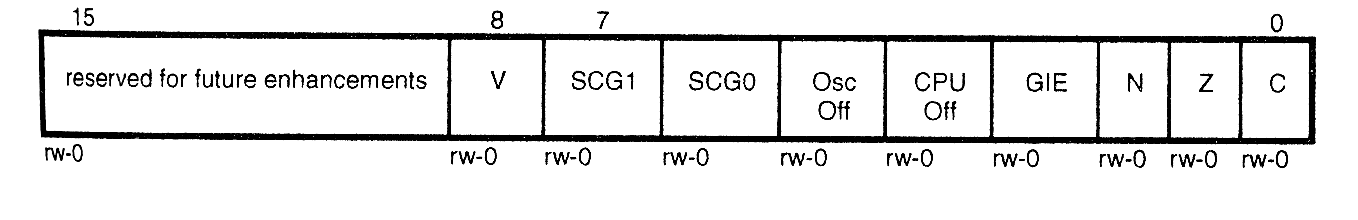 15 8 7 0
reserved for future enhancements V SCG1 SCG0 Osc Off CPU Off GIE N Z C
rw-0 rw-0 rw-0 rw-0 rw-0 rw-0 rw-0 rw-0 rw-0 rw-0